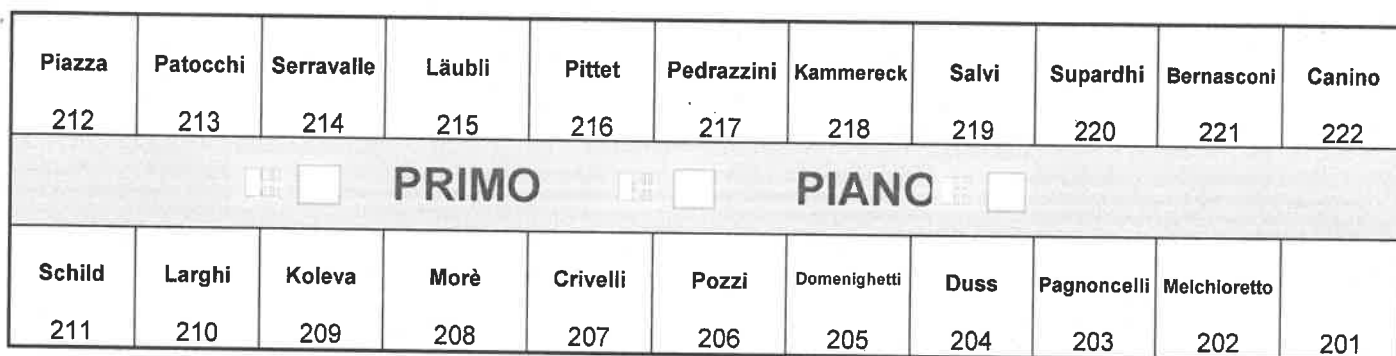 Piazza Patocchi Serravalle Läubli Pittet Pedrazzini Kammereck Salvi Supardhi Bernasconi Canino
212 213 214 215 216 217 218 219 220 221 222
PRIMO PIANO
Schild Larghi Koleva Morè Crivelli Pozzi Domenighetti Duss Pagnoncelli Melchloretto
211 210 209 208 207 206 205 204 203 202 201